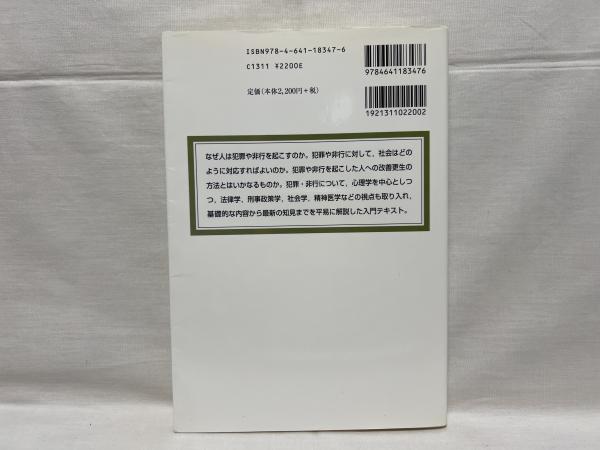 ISBN978-4-641-18347-6
C1311 ¥2200E
定価(本体2,200円+税)
9784641183476
1921311022002
なぜ人は犯罪や非行を起こすのか。犯罪や非行に対して，社会はどの
ように対応すればよいのか。犯罪や非行を起こした人への改善更生の
方法とはいかなるものか。犯罪・非行について，心理学を中心としつ
つ，法律学，刑事政策学，社会学，精神医学などの視点も取り入れ，
基礎的な内容から最新の知見までを平易に解説した入門テキスト。